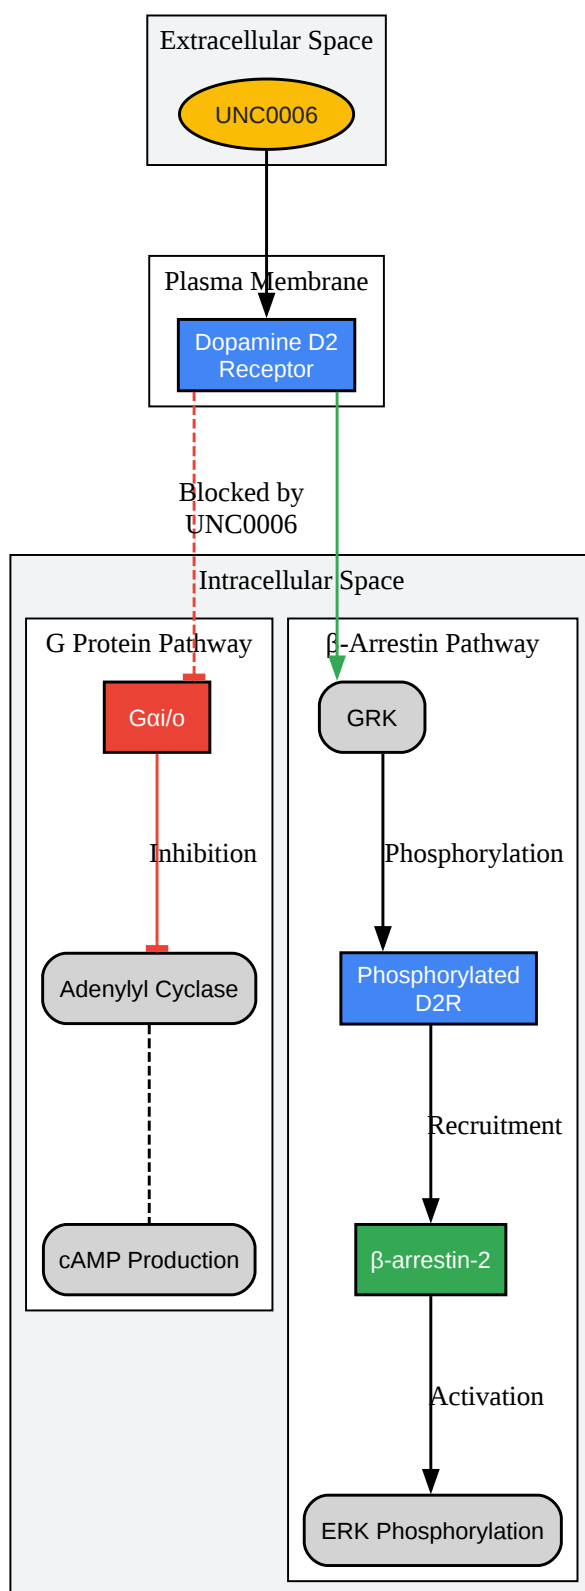 Extracellular Space
UNC0006
Plasma Membrane
Dopamine D2
Receptor
Blocked by
UNC0006
Intracellular Space
G Protein Pathway
Gαi/o
Inhibition
Adenylyl Cyclase
cAMP Production
β-Arrestin Pathway
GRK
Phosphorylation
Phosphorylated
D2R
Recruitment
β-arrestin-2
Activation
ERK Phosphorylation